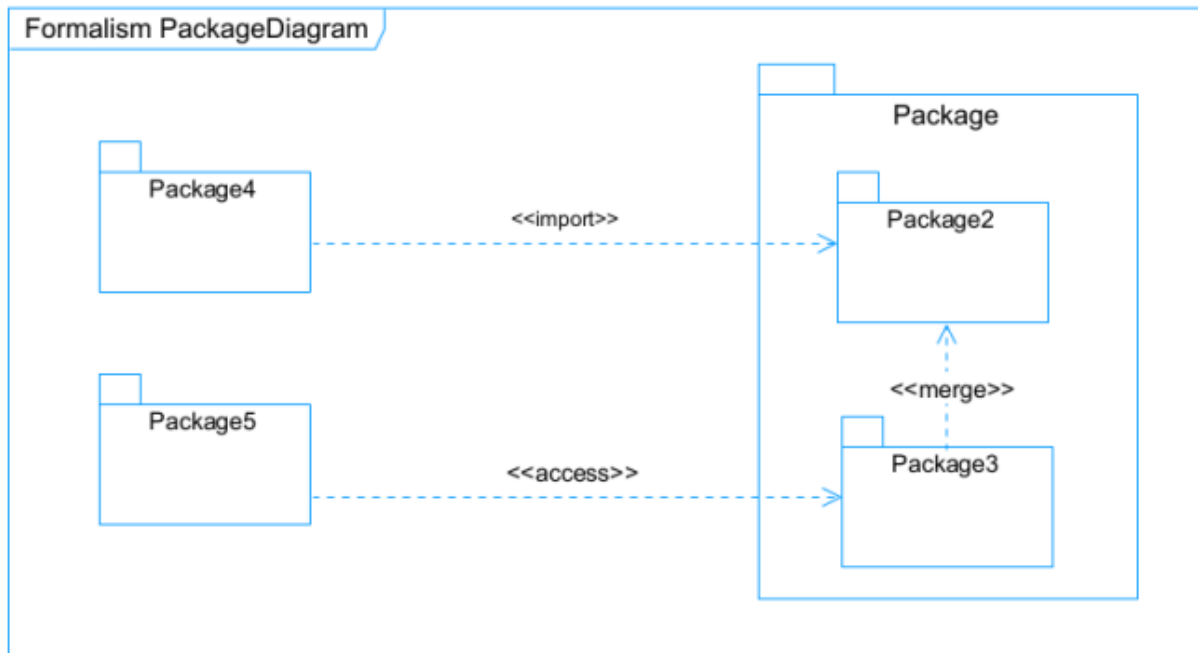 Formalism PackageDiagram
Package
Package4
<<import>>
Package2
<<merge>>
Package5
<<access>>
Package3